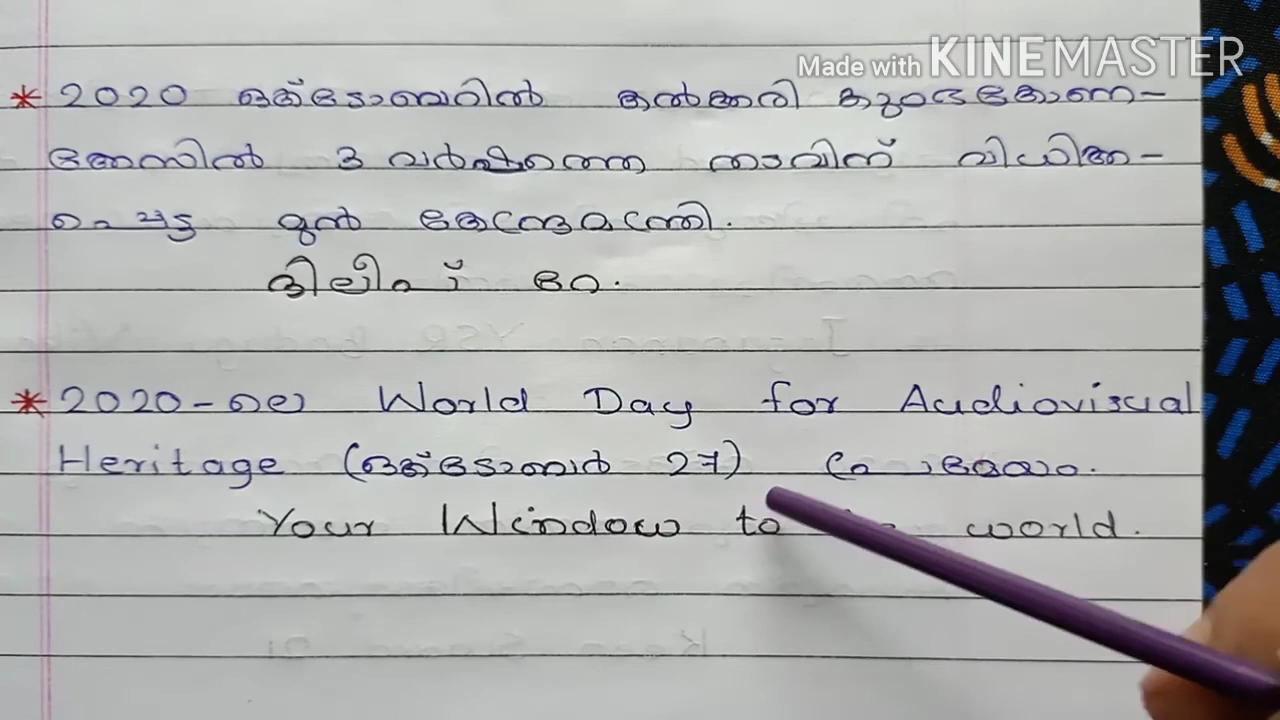 Made with KINEMASTER
* 2020 ഒക്ടോബറിൽ കൽക്കരി കുംഭകോണ-
ക്കേസിൽ 3 വർഷത്തെ തടവിന് വിധിക്ക-
പ്പെട്ട മുൻ കേന്ദ്രമന്ത്രി.
ദിലീപ് റേ.
* 2020-ലെ World Day for Audiovisual
Heritage (ഒക്ടോബർ 27) പ്രമേയം.
Your Window to world.